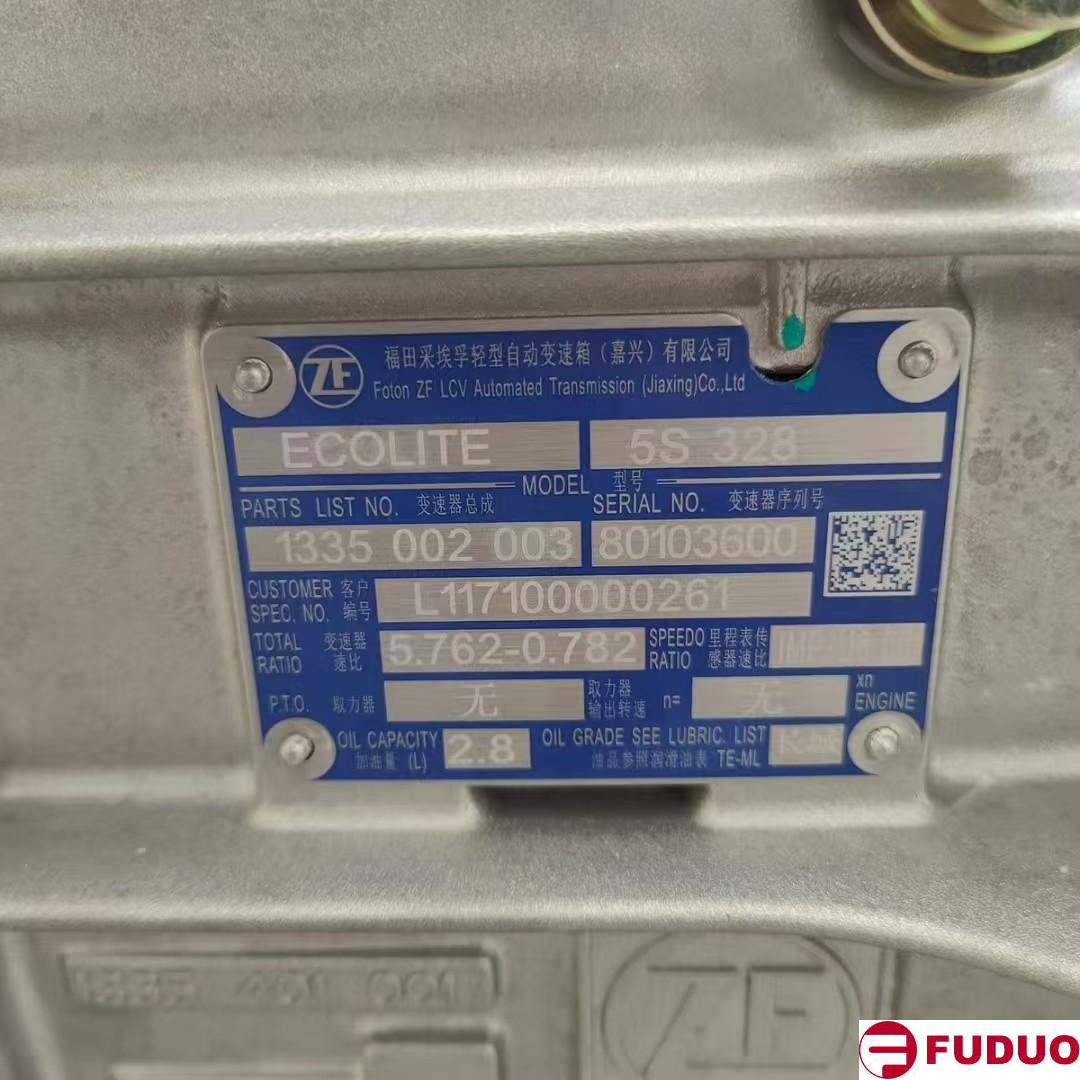 ZF 福田采埃孚轻型自动变速箱（嘉兴）有限公司
Foton ZF LCV Automated Transmission (Jiaxing)Co.,Ltd
ECOLITE 5S 328
MODEL 型号
PARTS LIST NO. 变速器总成 SERIAL NO. 变速器序列号
1335 002 003 80103600
CUSTOMER 客户
SPEC. NO. 编号
L117100000261
TOTAL 变速器
RATIO 速比
5.762-0.782
SPEEDO 里程表传
RATIO 感器速比
P.T.O. 取力器 无
取力器
输出转速 n= 无
xn
ENGINE
OIL CAPACITY
加油量 (L)
2.8
OIL GRADE SEE LUBRIC. LIST
油品参照润滑油表 TE-ML
ZF
FUDUO